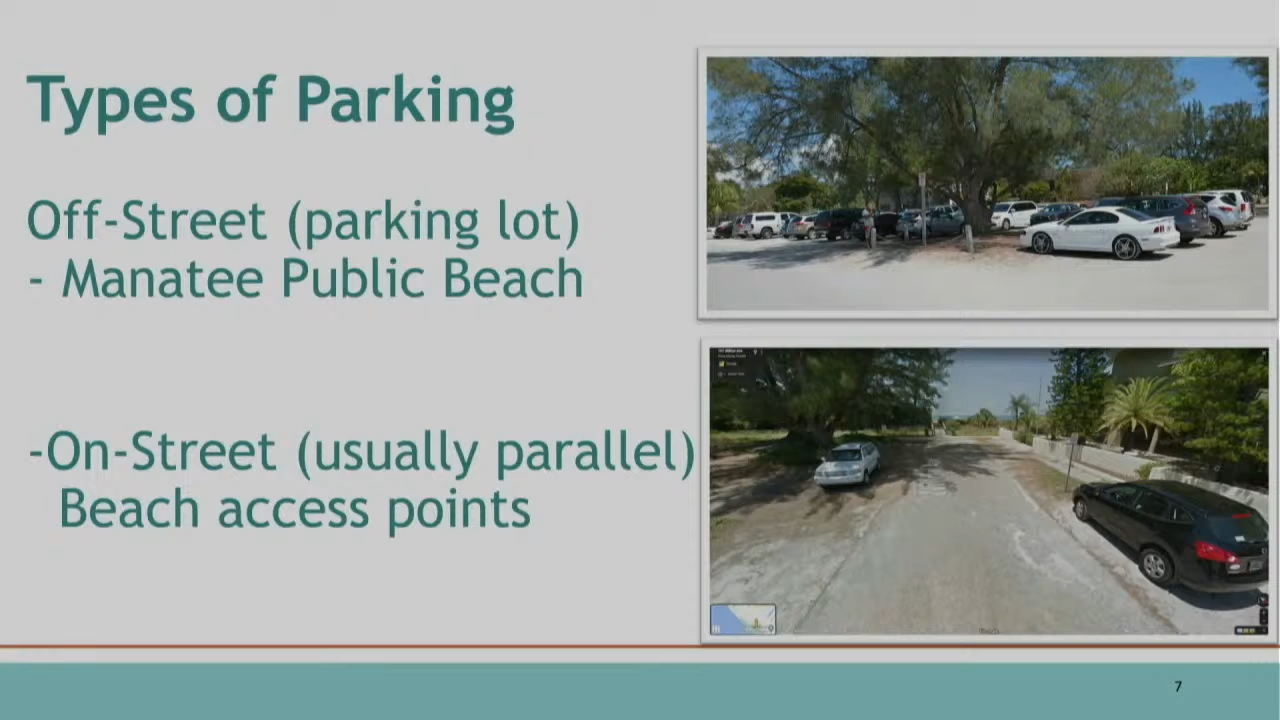 Types of Parking
Off-Street (parking lot)
- Manatee Public Beach
-On-Street (usually parallel)
Beach access points
7